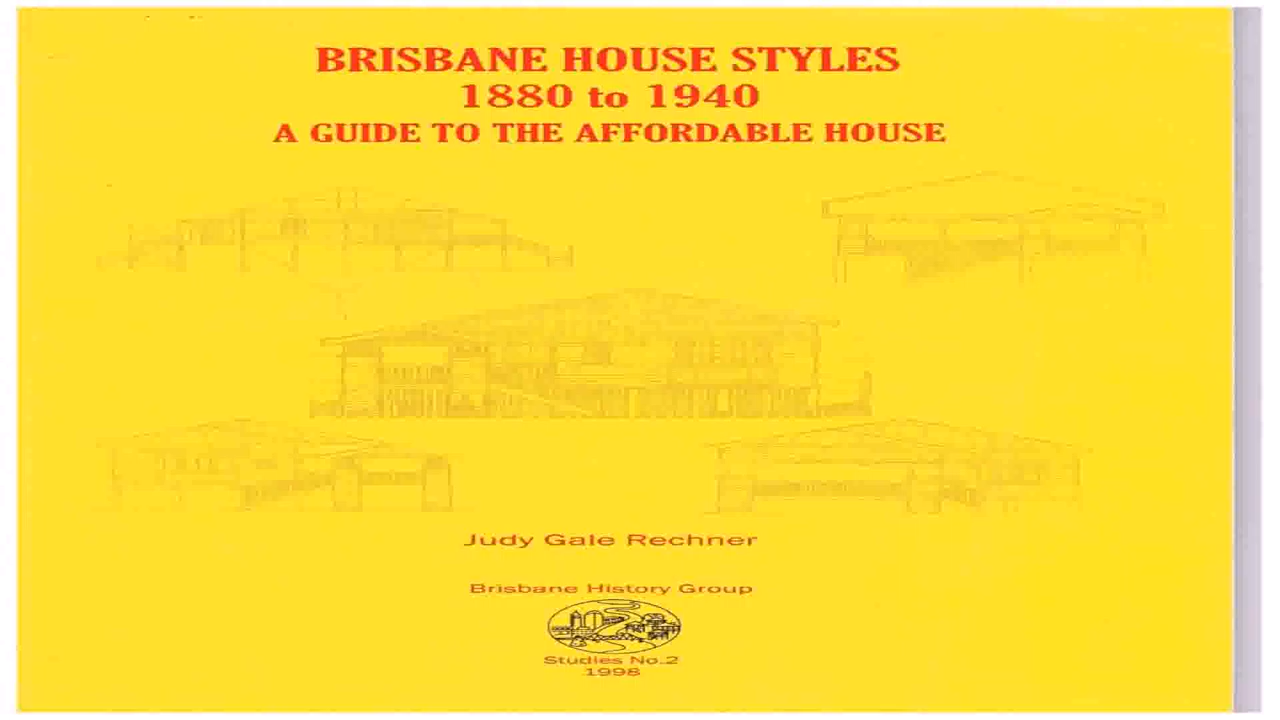 BRISBANE HOUSE STYLES
1880 to 1940
A GUIDE TO THE AFFORDABLE HOUSE
Judy Gale Rechner
Brisbane History Group
Studies No.2
1998